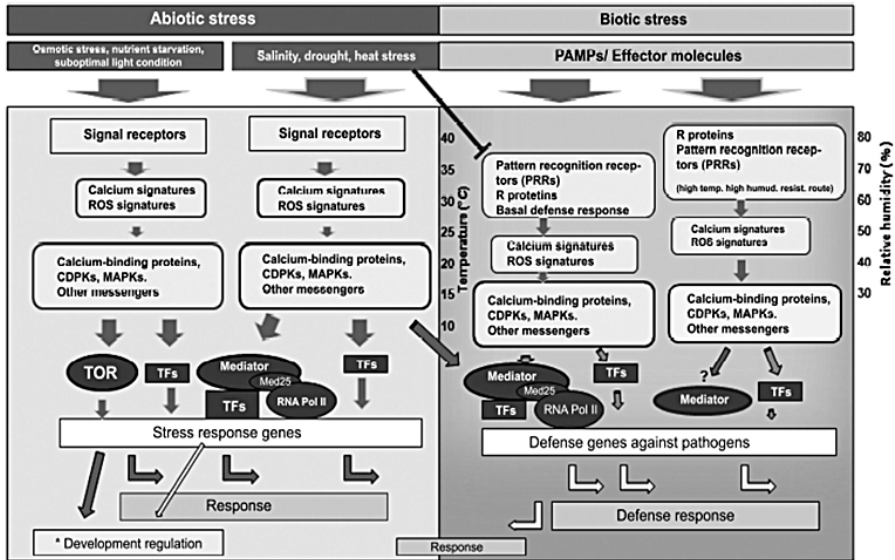 Abiotic stress
Biotic stress
Osmotic stress, nutrient starvation,
suboptimal light condition
Salinity, drought, heat stress
PAMPs/ Effector molecules
Signal receptors
Calcium signatures
ROS signatures
Calcium-binding proteins,
CDPKs, MAPKs.
Other messengers
TOR
TFs
Signal receptors
Calcium signatures
ROS signatures
Calcium-binding proteins,
CDPKs, MAPKs.
Other messengers
Mediator
Med25
TFs
RNA Pol II
TFs
Stress response genes
Response
* Development regulation
40
35
30
25
20
15
10
Temperature (°C)
Pattern recognition recep-
tors (PRRs)
R protetins
Basal defense response
Calcium signatures
ROS signatures
Calcium-binding proteins,
CDPKs, MAPKs.
Other messengers
Mediator
Med25
TFs
RNA Pol II
TFs
R proteins
Pattern recognition recep-
tors (PRRs)
(high temp. high humud. resist. route)
Calcium signatures
ROS signatures
Calcium-binding proteins,
CDPKs, MAPKs.
Other messengers
?
Mediator
TFs
80
70
60
50
40
30
Relative humidity (%)
Defense genes against pathogens
Defense response
Response